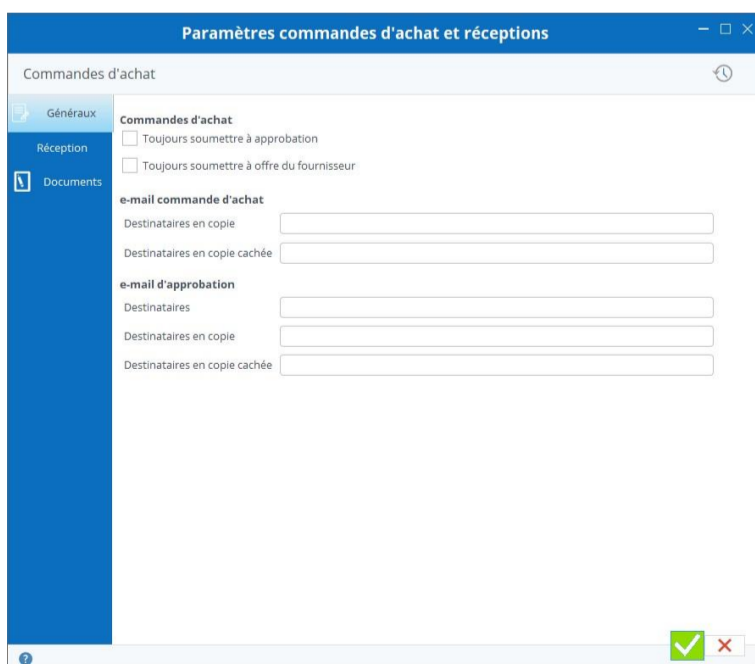 Paramètres commandes d'achat et réceptions
Commandes d'achat
Généraux
Réception
Documents
Commandes d'achat
Toujours soumettre à approbation
Toujours soumettre à offre du fournisseur
e-mail commande d'achat
Destinataires en copie
Destinataires en copie cachée
e-mail d'approbation
Destinataires
Destinataires en copie
Destinataires en copie cachée
?